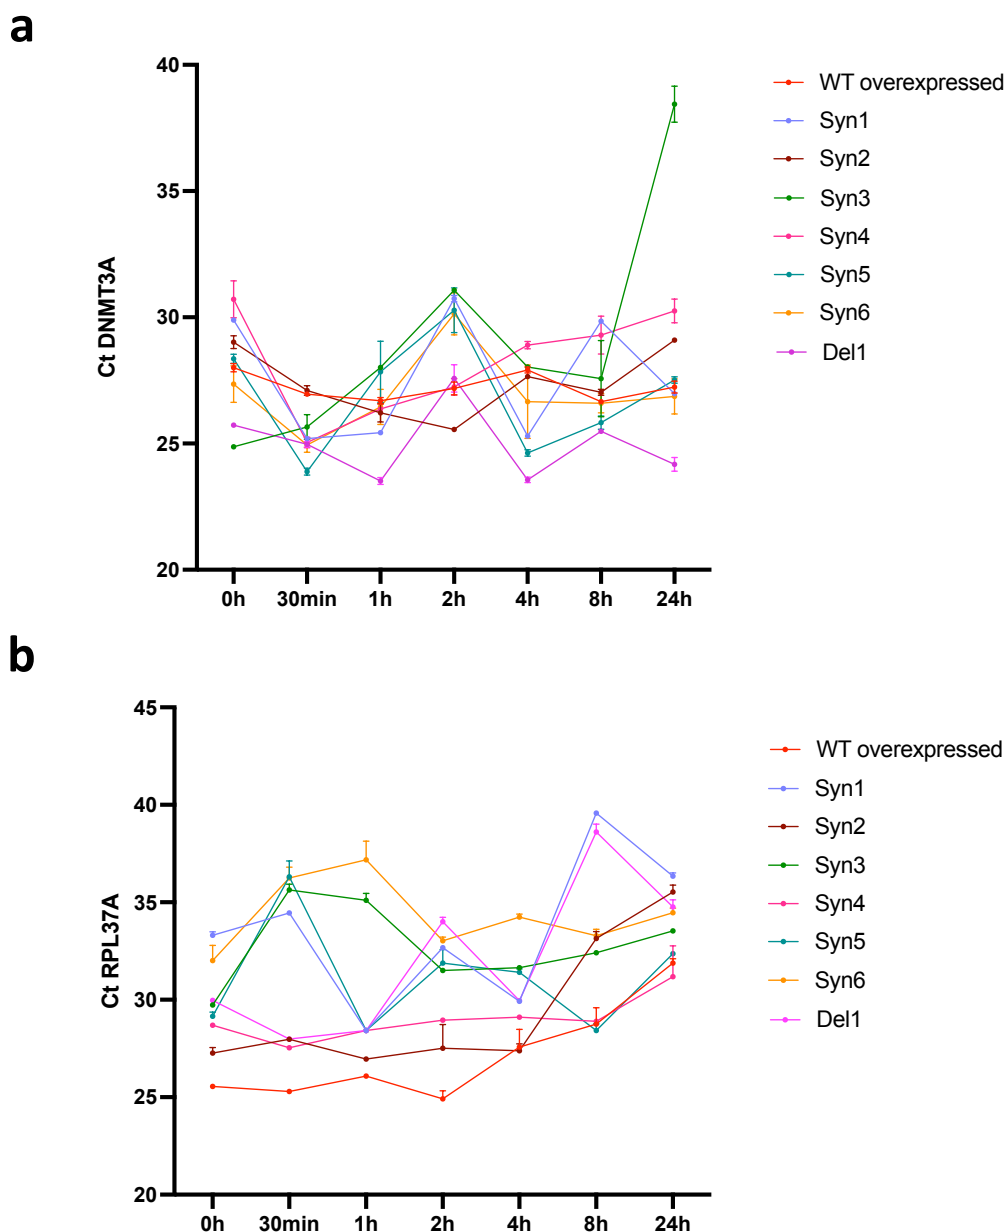 a
Ct DNMT3A
40
35
30
25
20
0h 30min 1h 2h 4h 8h 24h
WT overexpressed
Syn1
Syn2
Syn3
Syn4
Syn5
Syn6
Del1
b
Ct RPL37A
45
40
35
30
25
20
0h 30min 1h 2h 4h 8h 24h
WT overexpressed
Syn1
Syn2
Syn3
Syn4
Syn5
Syn6
Del1